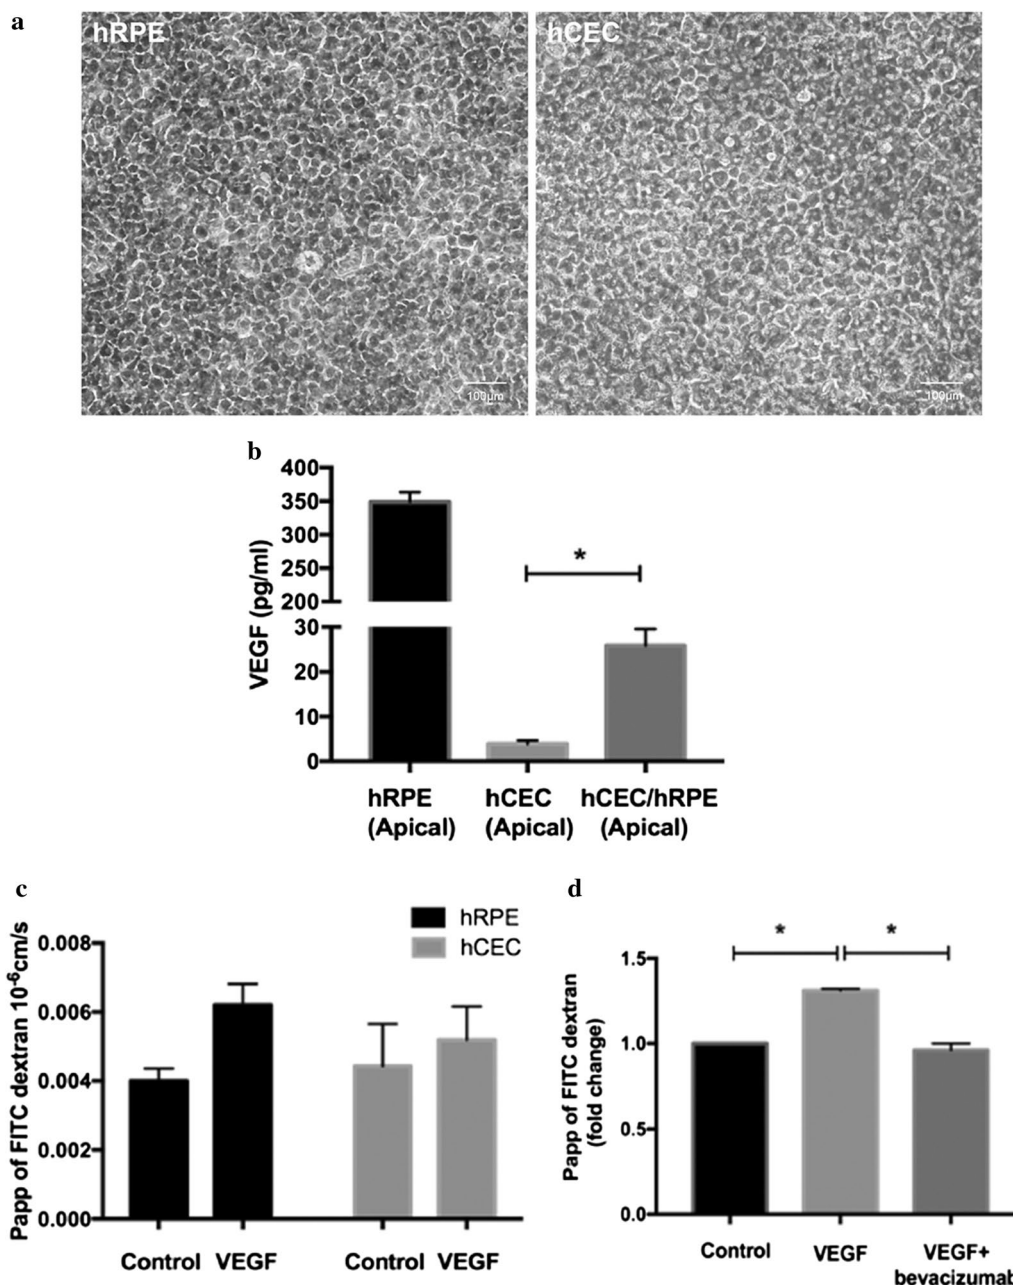 a
hRPE
hCEC
100µm
100µm
b
VEGF (pg/ml)
400
350
300
250
200
30
20
10
0
*
hRPE
(Apical)
hCEC
(Apical)
hCEC/hRPE
(Apical)
c
Papp of FITC dextran 10⁻⁶cm/s
0.008
0.006
0.004
0.002
0.000
hRPE
hCEC
Control
VEGF
Control
VEGF
d
Papp of FITC dextran
(fold change)
1.5
1.0
0.5
0.0
*
*
Control
VEGF
VEGF+
bevacizumab